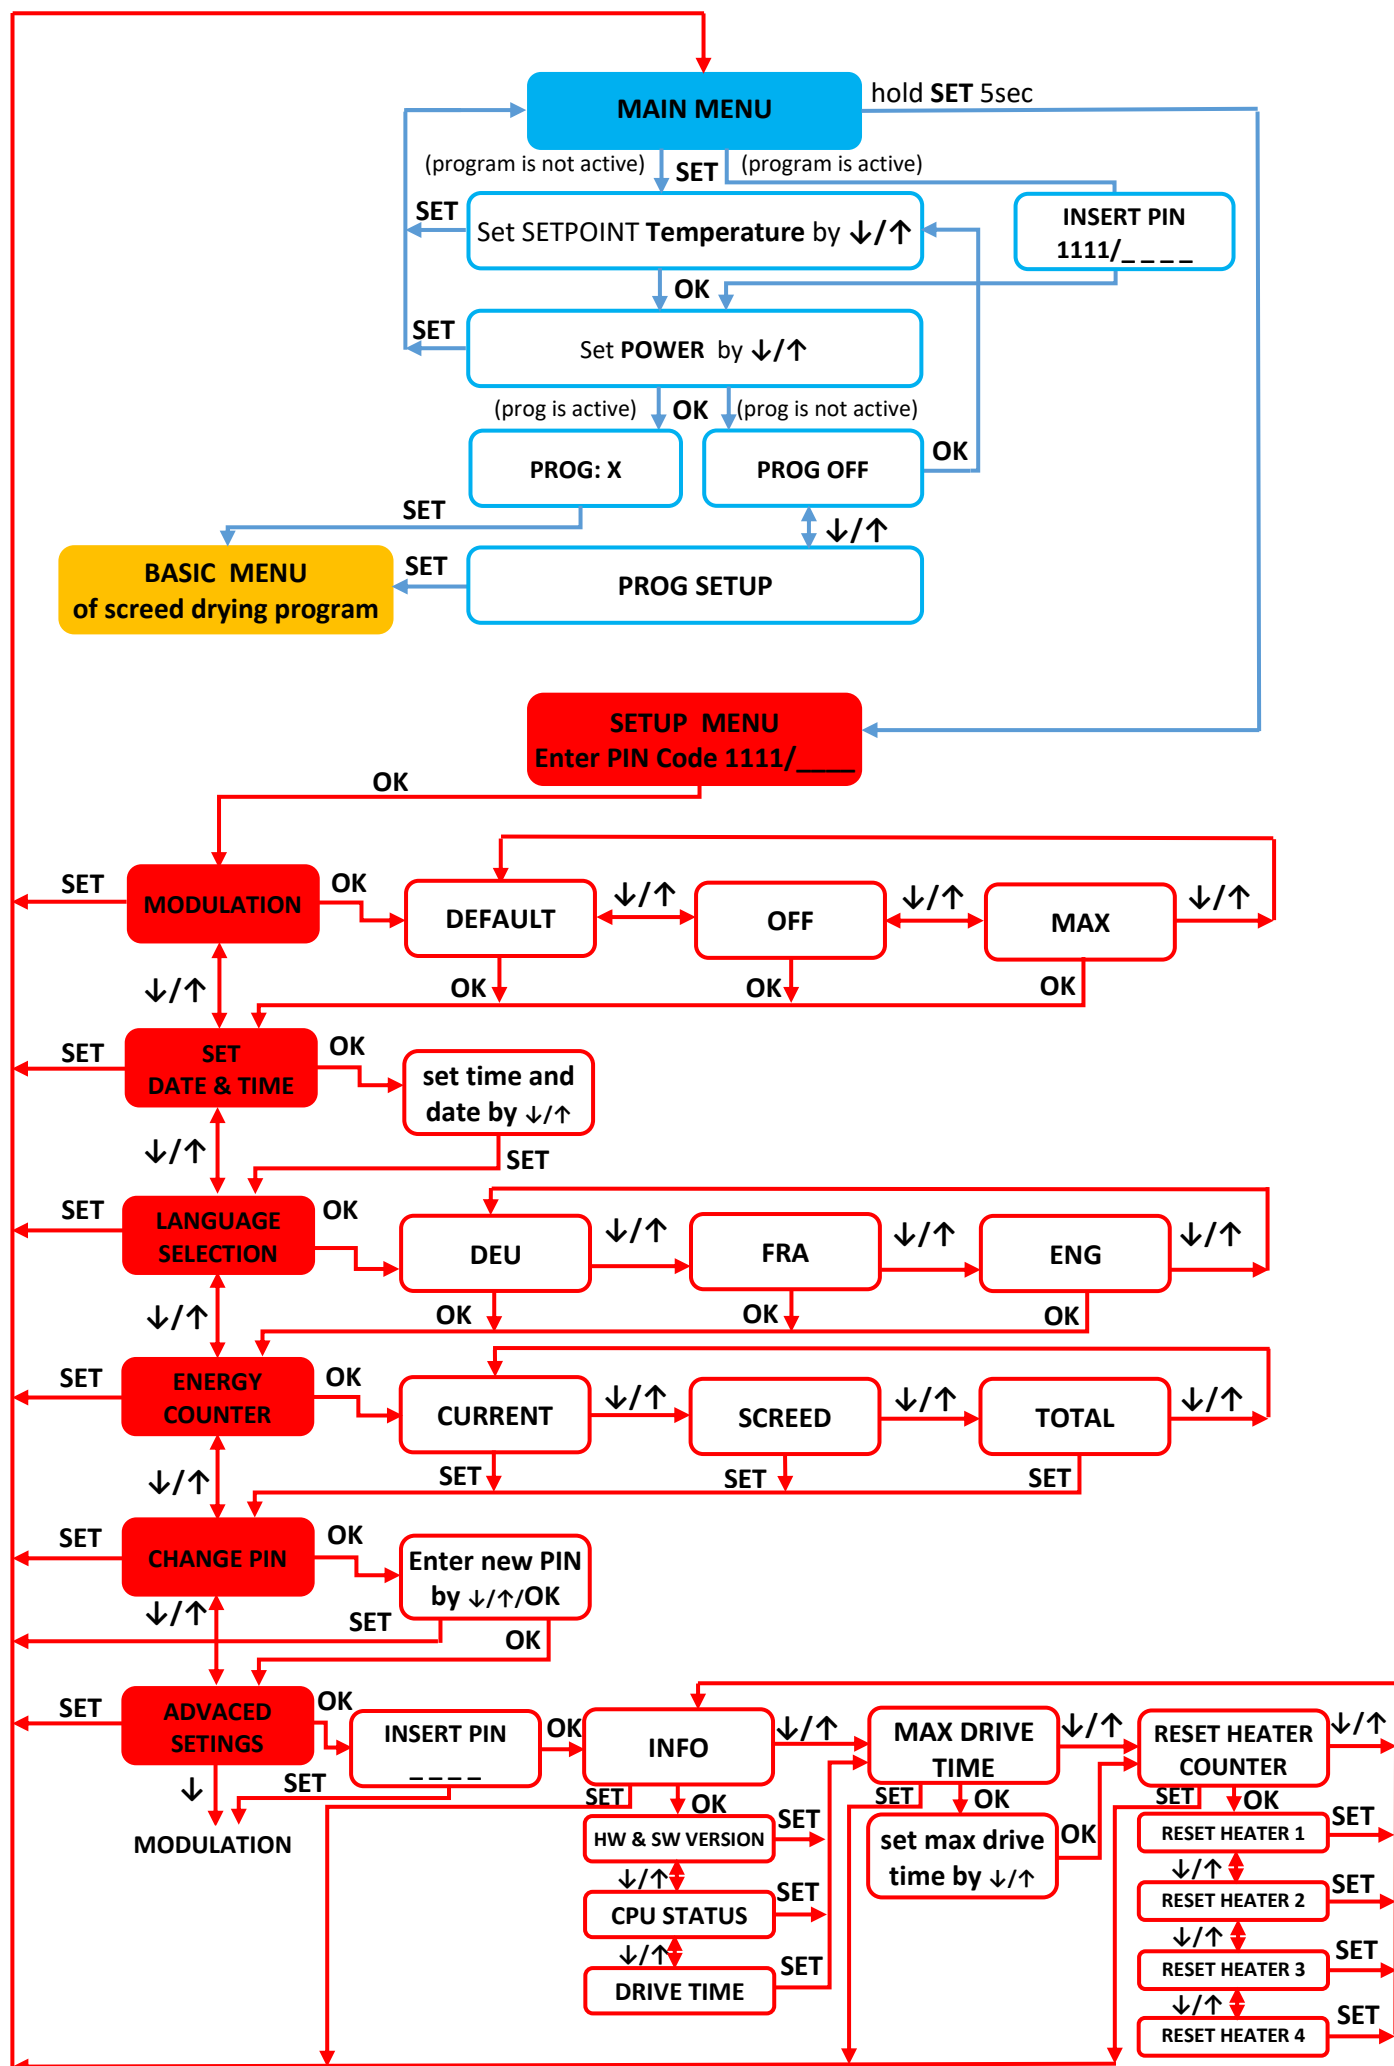 MAIN MENU
hold SET 5sec
(program is not active)
SET
(program is active)
SET
Set SETPOINT Temperature by ↓/↑
INSERT PIN
1111/_ _ _ _
OK
SET
Set POWER by ↓/↑
(prog is active)
OK
(prog is not active)
PROG: X
PROG OFF
OK
SET
↓/↑
BASIC MENU
of screed drying program
SET
PROG SETUP
SETUP MENU
Enter PIN Code 1111/____
OK
SET
MODULATION
OK
DEFAULT
↓/↑
OFF
↓/↑
MAX
↓/↑
↓/↑
OK
OK
OK
SET
SET
DATE & TIME
OK
set time and
date by ↓/↑
↓/↑
SET
SET
LANGUAGE
SELECTION
OK
DEU
↓/↑
FRA
↓/↑
ENG
↓/↑
↓/↑
OK
OK
OK
SET
ENERGY
COUNTER
OK
CURRENT
↓/↑
SCREED
↓/↑
TOTAL
↓/↑
↓/↑
SET
SET
SET
SET
CHANGE PIN
OK
Enter new PIN
by ↓/↑/OK
↓/↑
SET
OK
SET
ADVACED
SETINGS
OK
INSERT PIN
_ _ _ _
OK
INFO
↓/↑
MAX DRIVE
TIME
↓/↑
RESET HEATER
COUNTER
↓/↑
↓
SET
MODULATION
SET
OK
SET
OK
SET
OK
HW & SW VERSION
SET
set max drive
time by ↓/↑
OK
RESET HEATER 1
SET
↓/↑
↓/↑
CPU STATUS
SET
RESET HEATER 2
SET
↓/↑
↓/↑
DRIVE TIME
SET
RESET HEATER 3
SET
↓/↑
RESET HEATER 4
SET